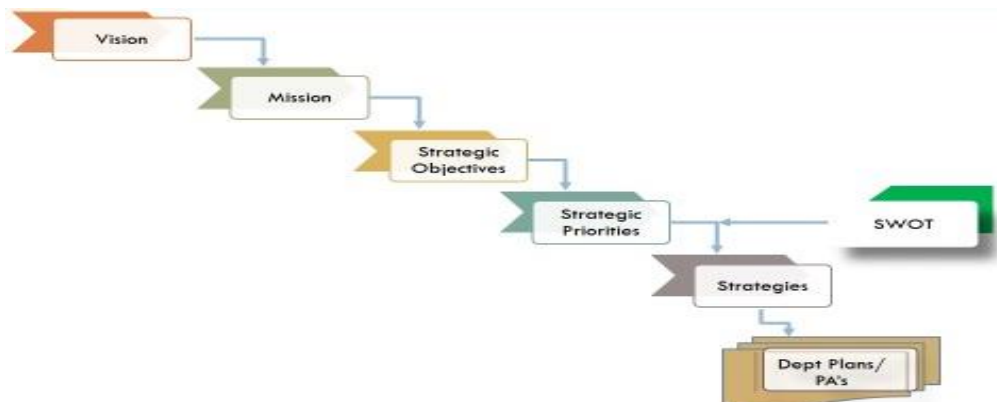 Vision
Mission
Strategic
Objectives
Strategic
Priorities
SWOT
Strategies
Dept Plans/
PA's